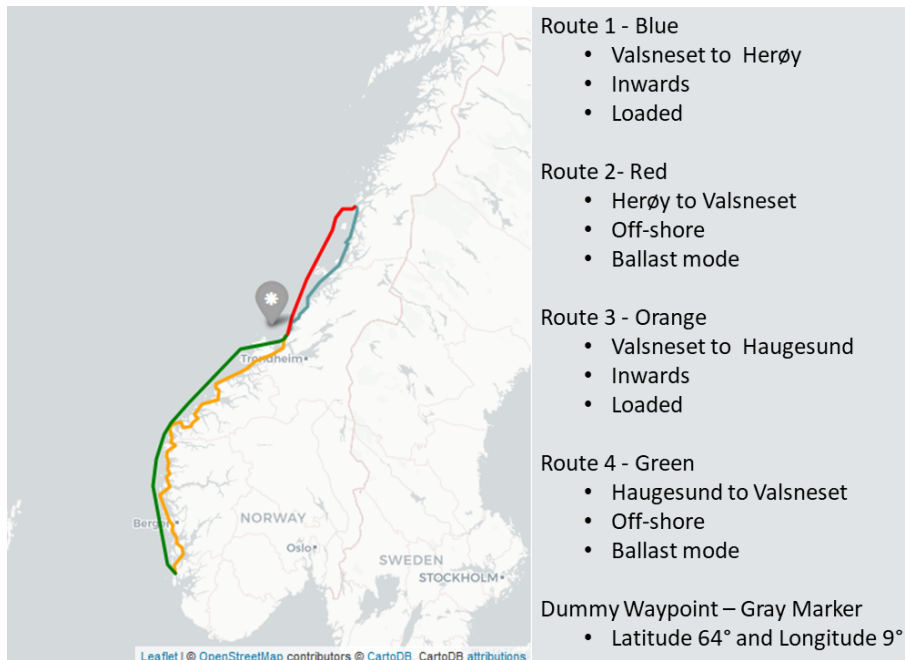 Route 1 - Blue
• Valsneset to Herøy
• Inwards
• Loaded
Route 2- Red
• Herøy to Valsneset
• Off-shore
• Ballast mode
Route 3 - Orange
• Valsneset to Haugesund
• Inwards
• Loaded
Route 4 - Green
• Haugesund to Valsneset
• Off-shore
• Ballast mode
Dummy Waypoint – Gray Marker
• Latitude 64° and Longitude 9°
Trondheim
Bergen
NORWAY
Oslo
SWEDEN
STOCKHOLM
Leaflet | © OpenStreetMap contributors © CartoDB, CartoDB attributions